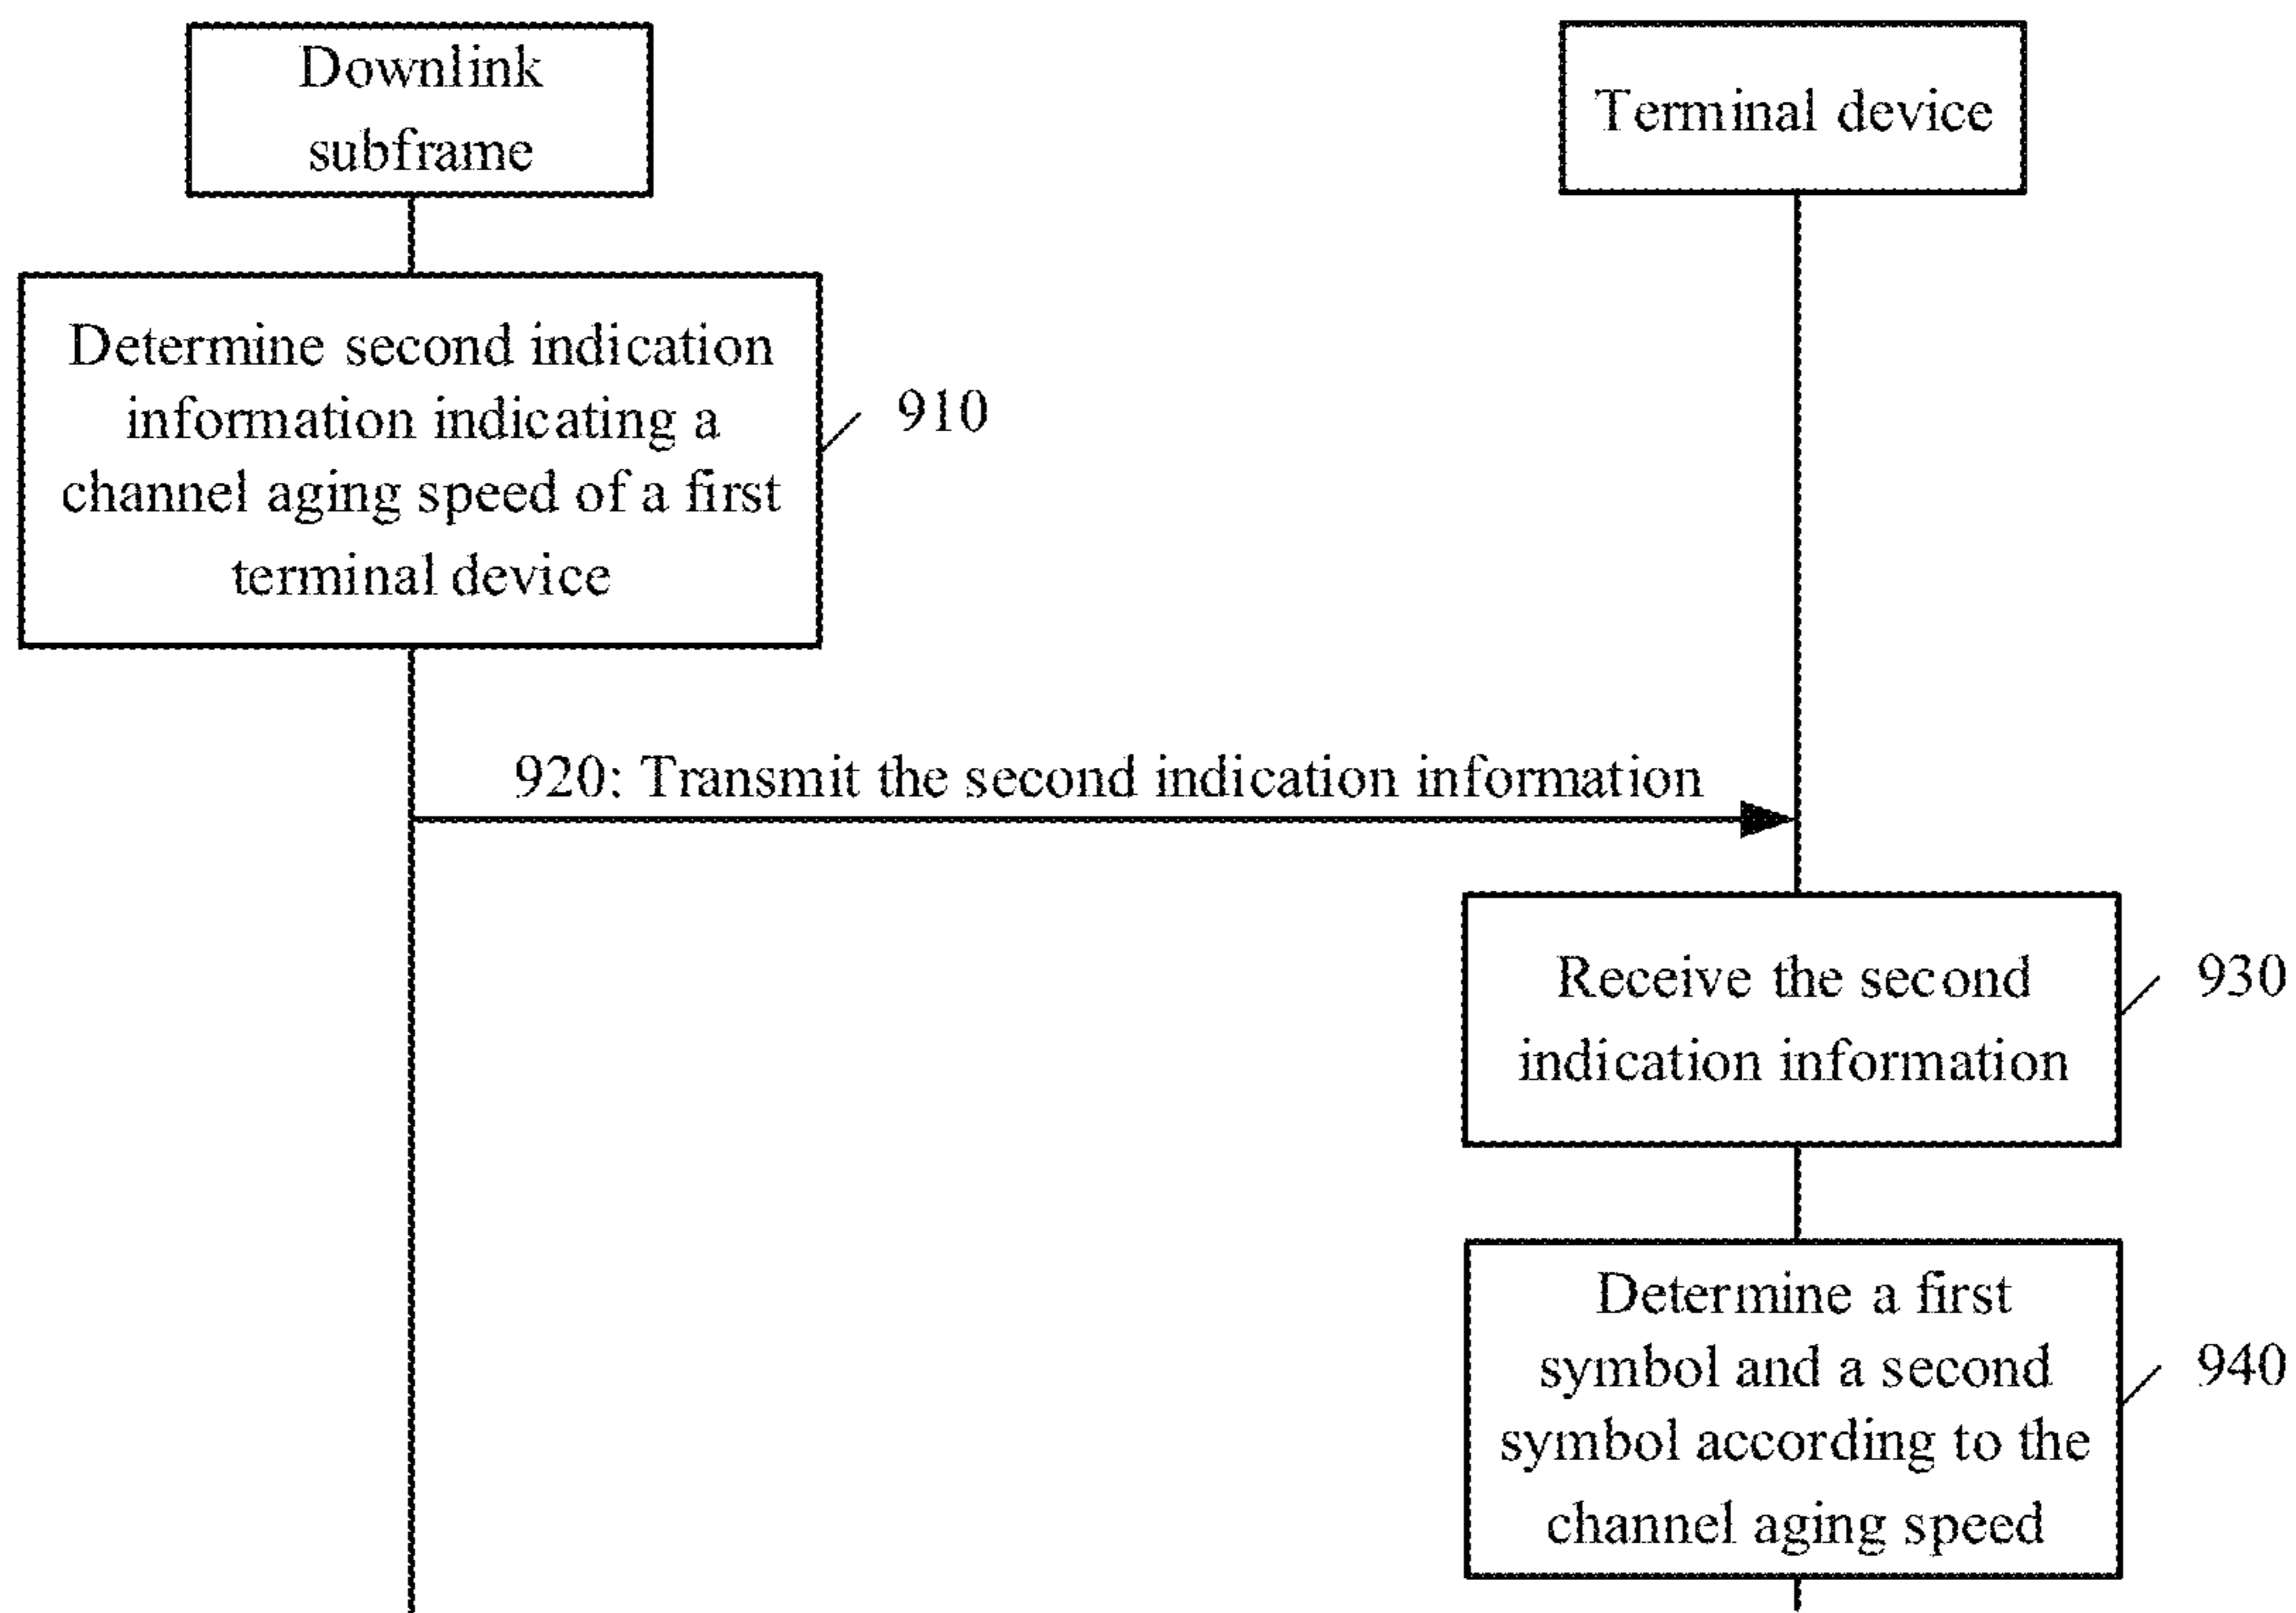 Downlink
subframe
Terminal device
Determine second indication
information indicating a
channel aging speed of a first
terminal device
910
920: Transmit the second indication information
Receive the second
indication information
930
Determine a first
symbol and a second
symbol according to the
channel aging speed
940